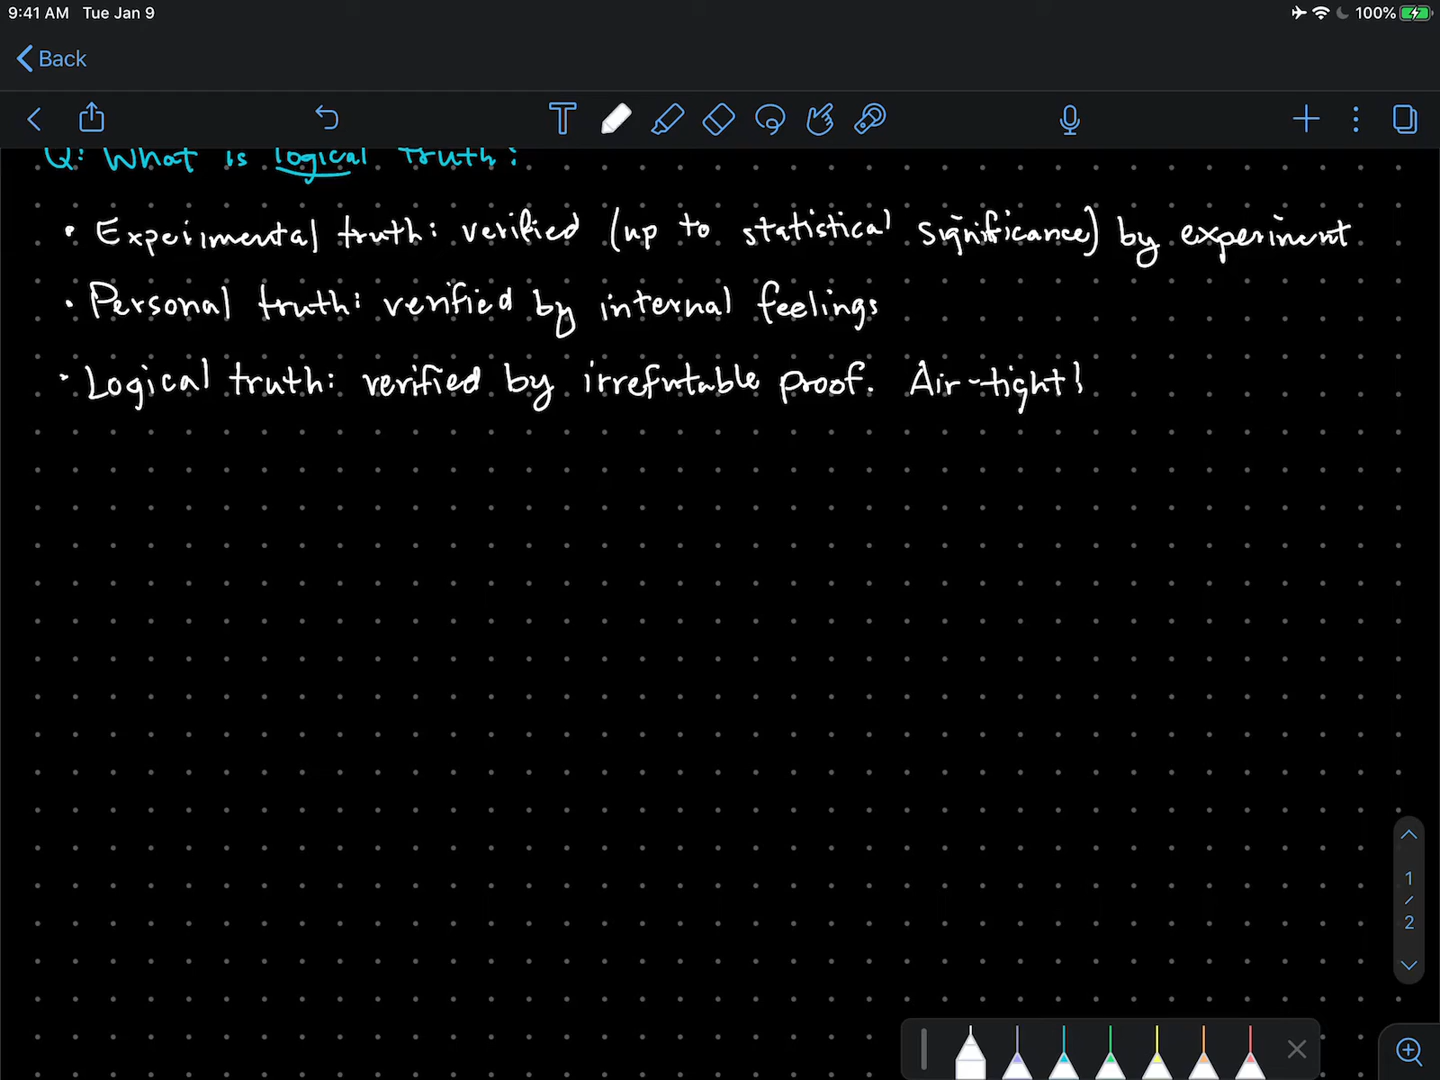 9:41 AM Tue Jan 9 100%
Back
Q: What is logical truth?
• Experimental truth: verified (up to statistical significance) by experiment
• Personal truth: verified by internal feelings
• Logical truth: verified by irrefutable proof. Air-tight!
1
/
2